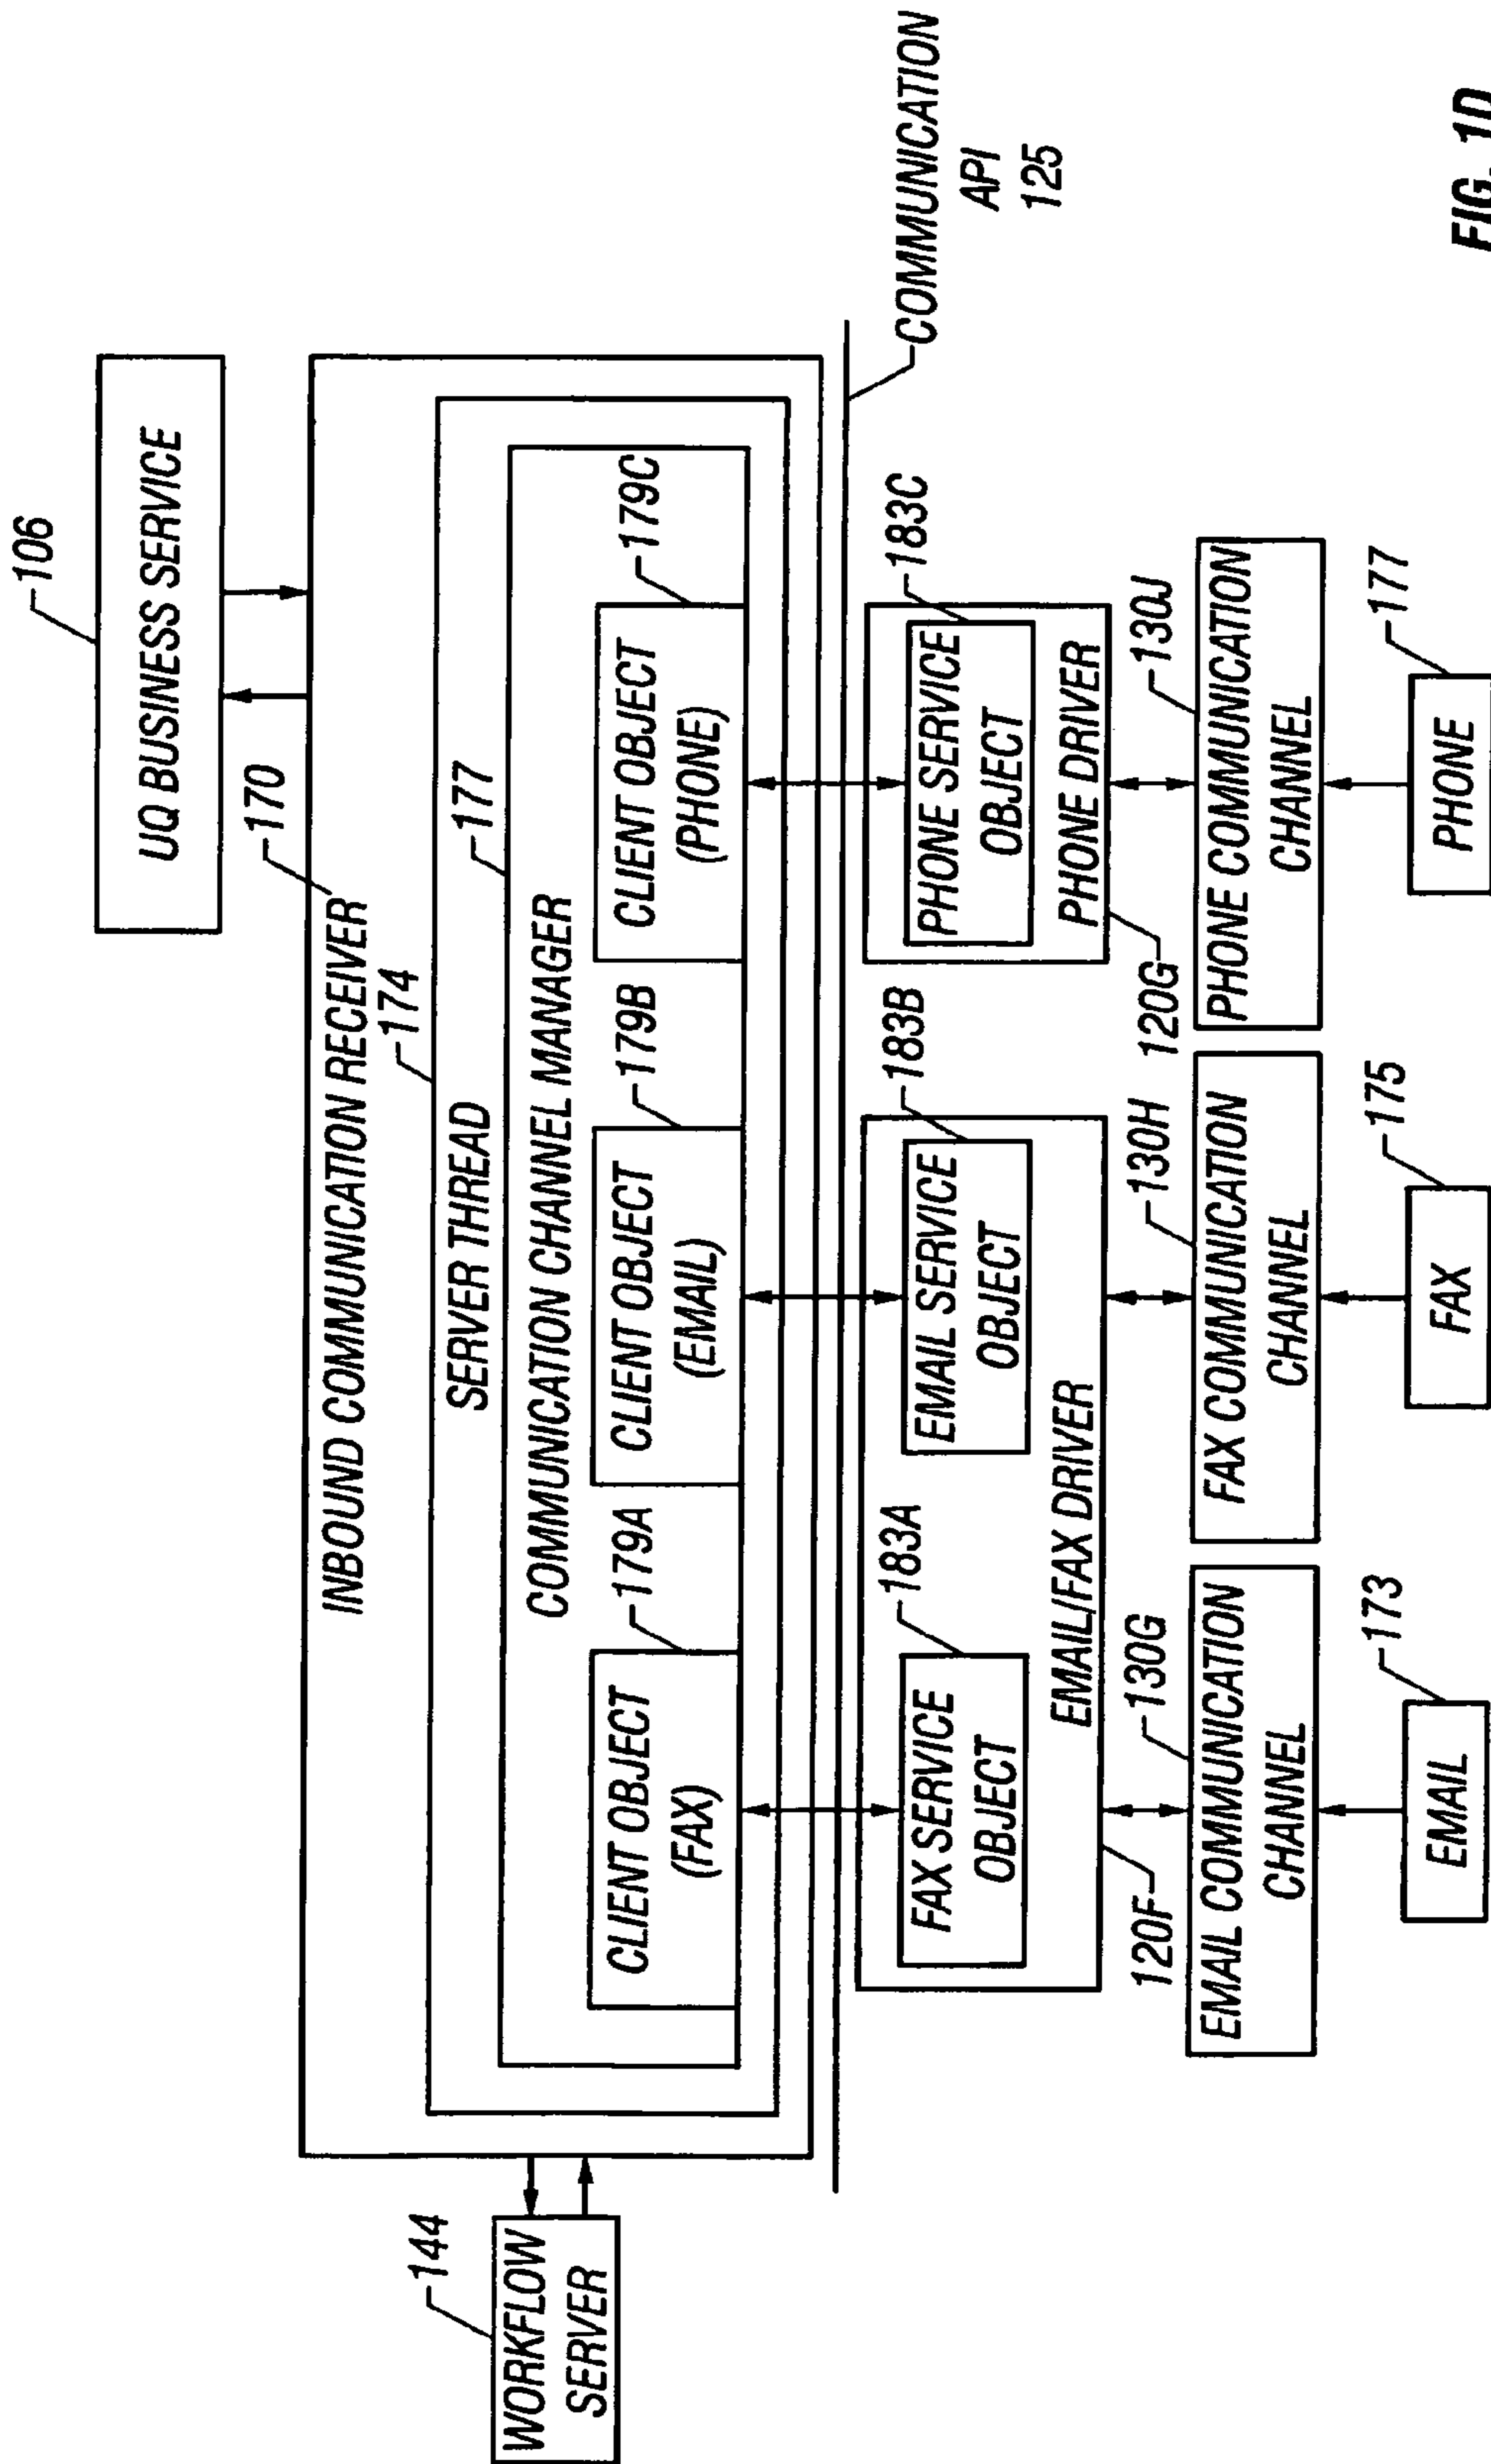 106
UQ BUSINESS SERVICE
170
INBOUND COMMUNICATION RECEIVER
174
SERVER THREAD
177
COMMUNICATION CHANNEL MANAGER
144
WORKFLOW
SERVER
179A
CLIENT OBJECT
(FAX)
179B
CLIENT OBJECT
(EMAIL)
179C
CLIENT OBJECT
(PHONE)
COMMUNICATION
API
125
183A
FAX SERVICE
OBJECT
183B
EMAIL SERVICE
OBJECT
EMAIL/FAX DRIVER
183C
PHONE SERVICE
OBJECT
PHONE DRIVER
120F
130G
EMAIL COMMUNICATION
CHANNEL
130H
FAX COMMUNICATION
CHANNEL
120G
130J
PHONE COMMUNICATION
CHANNEL
173
EMAIL
175
FAX
177
PHONE
FIG. 1D